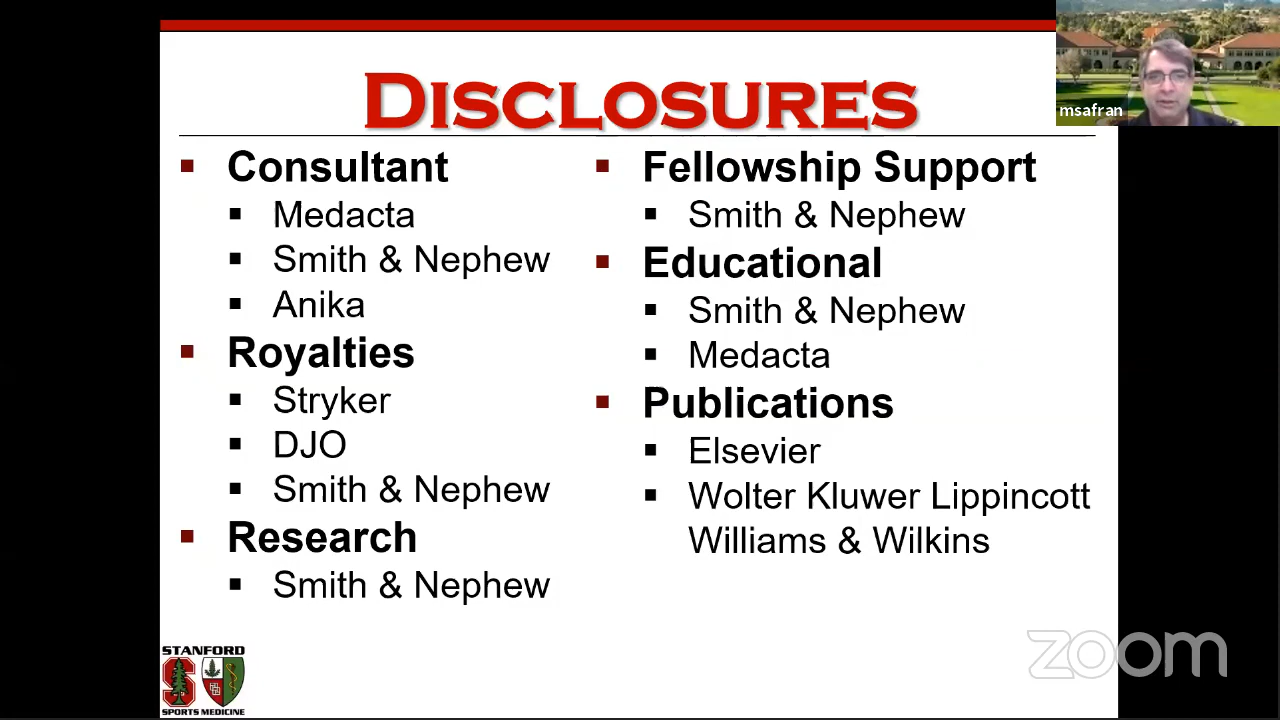 DISCLOSURES
msafran
Consultant
Medacta
Smith & Nephew
Anika
Royalties
Stryker
DJO
Smith & Nephew
Research
Smith & Nephew
Fellowship Support
Smith & Nephew
Educational
Smith & Nephew
Medacta
Publications
Elsevier
Wolter Kluwer Lippincott
Williams & Wilkins
STANFORD
S
SPORTS MEDICINE
zoom